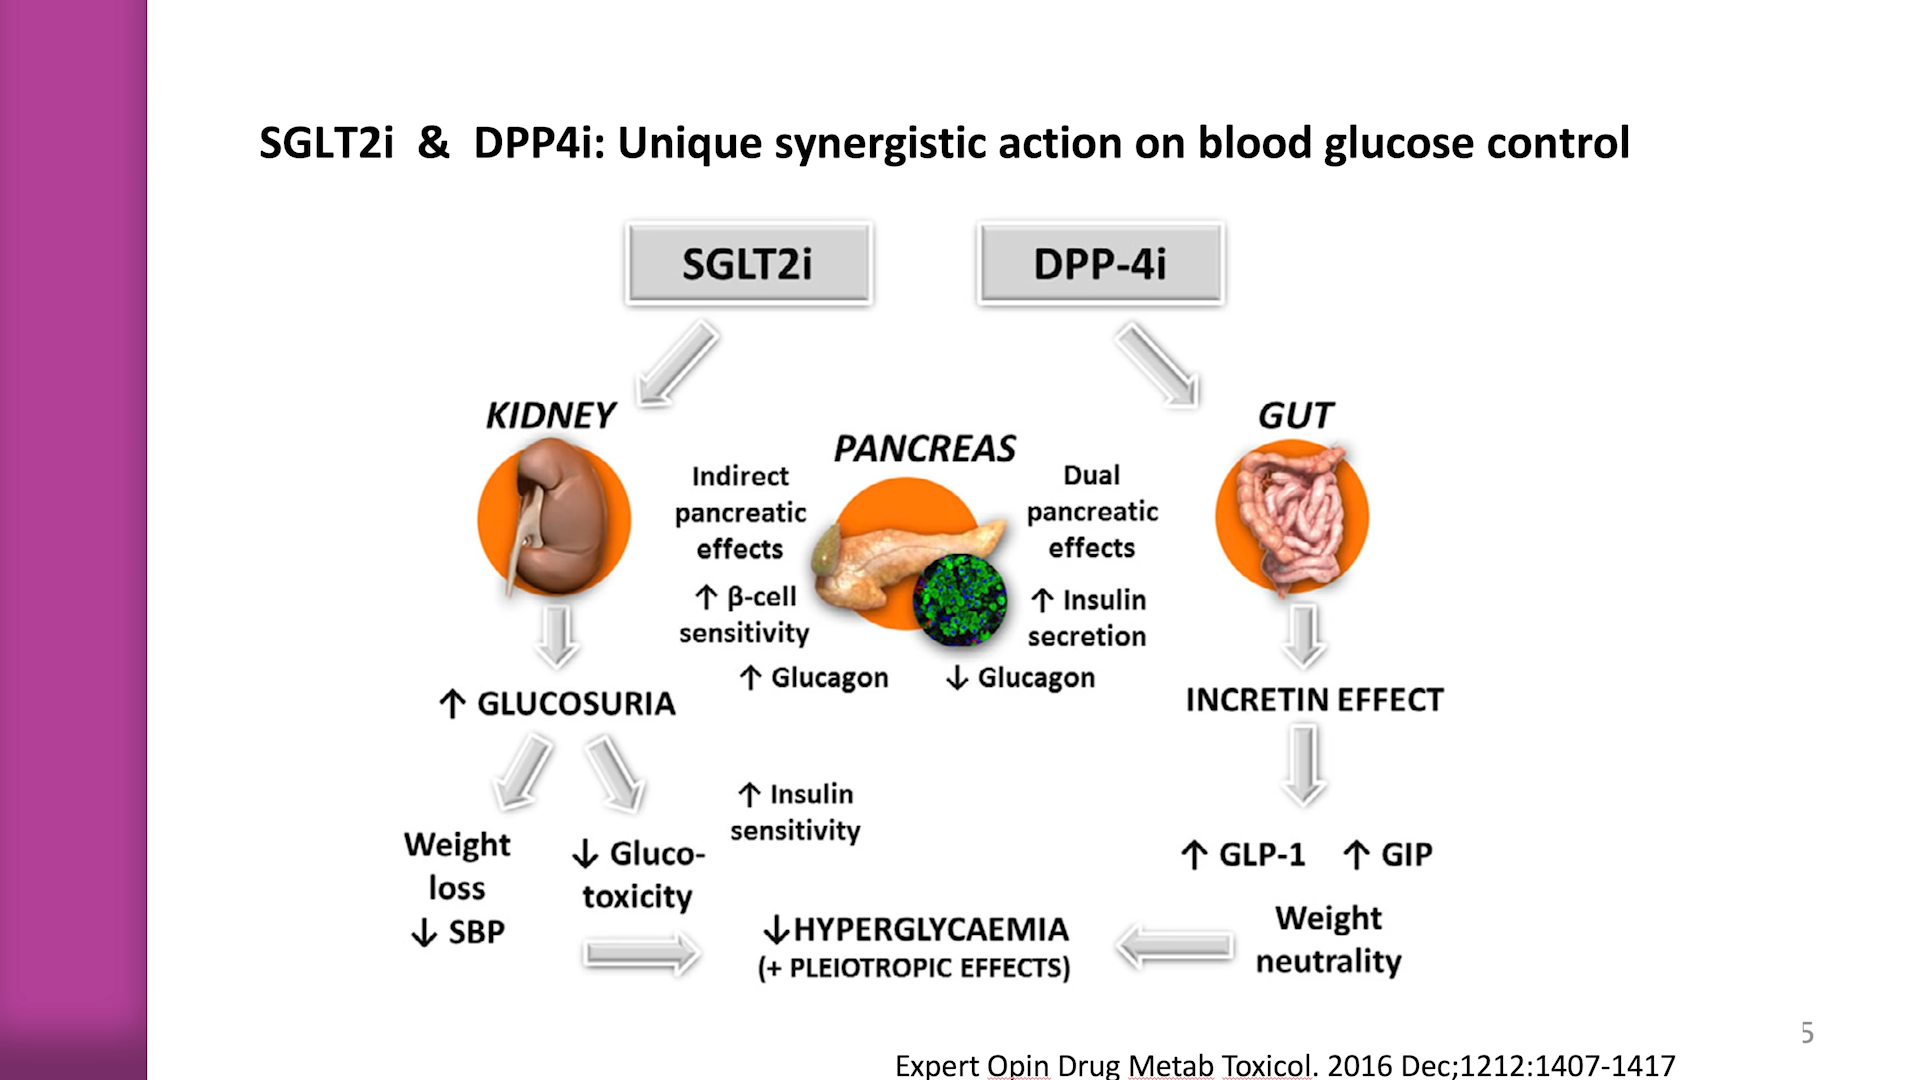 SGLT2i & DPP4i: Unique synergistic action on blood glucose control
SGLT2i
DPP-4i
KIDNEY
PANCREAS
GUT
Indirect
pancreatic
effects
↑ β-cell
sensitivity
↑ Glucagon
Dual
pancreatic
effects
↑ Insulin
secretion
↓ Glucagon
↑ GLUCOSURIA
INCRETIN EFFECT
Weight
loss
↓ SBP
↓ Gluco-
toxicity
↑ Insulin
sensitivity
↑ GLP-1 ↑ GIP
Weight
neutrality
↓HYPERGLYCAEMIA
(+ PLEIOTROPIC EFFECTS)
5
Expert Opin Drug Metab Toxicol. 2016 Dec;1212:1407-1417